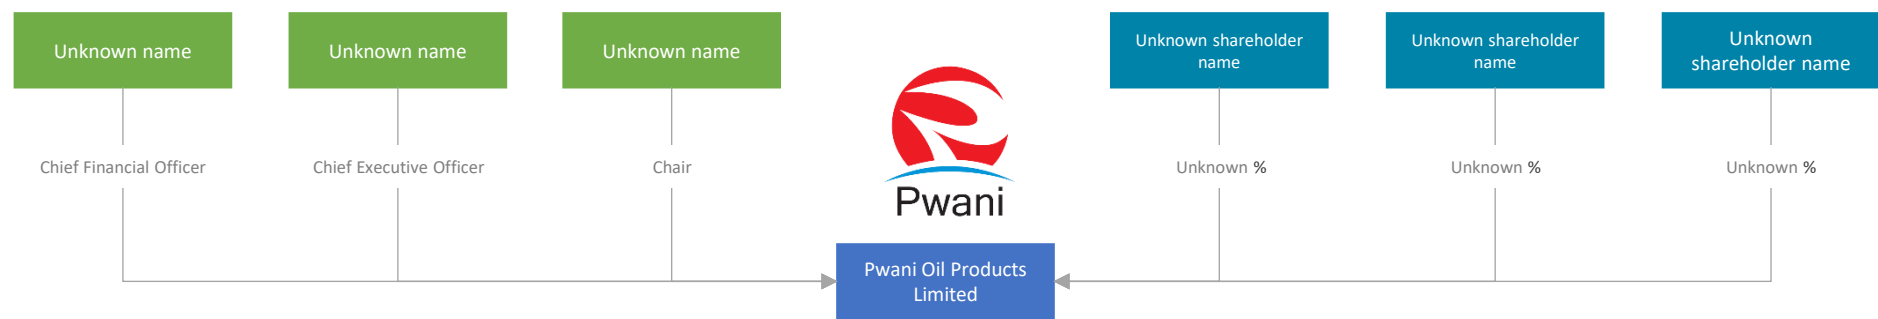 Unknown name
Unknown name
Unknown name
Unknown shareholder
name
Unknown shareholder
name
Unknown
shareholder name
Chief Financial Officer
Chief Executive Officer
Chair
Unknown %
Unknown %
Unknown %
Pwani
Pwani Oil Products
Limited